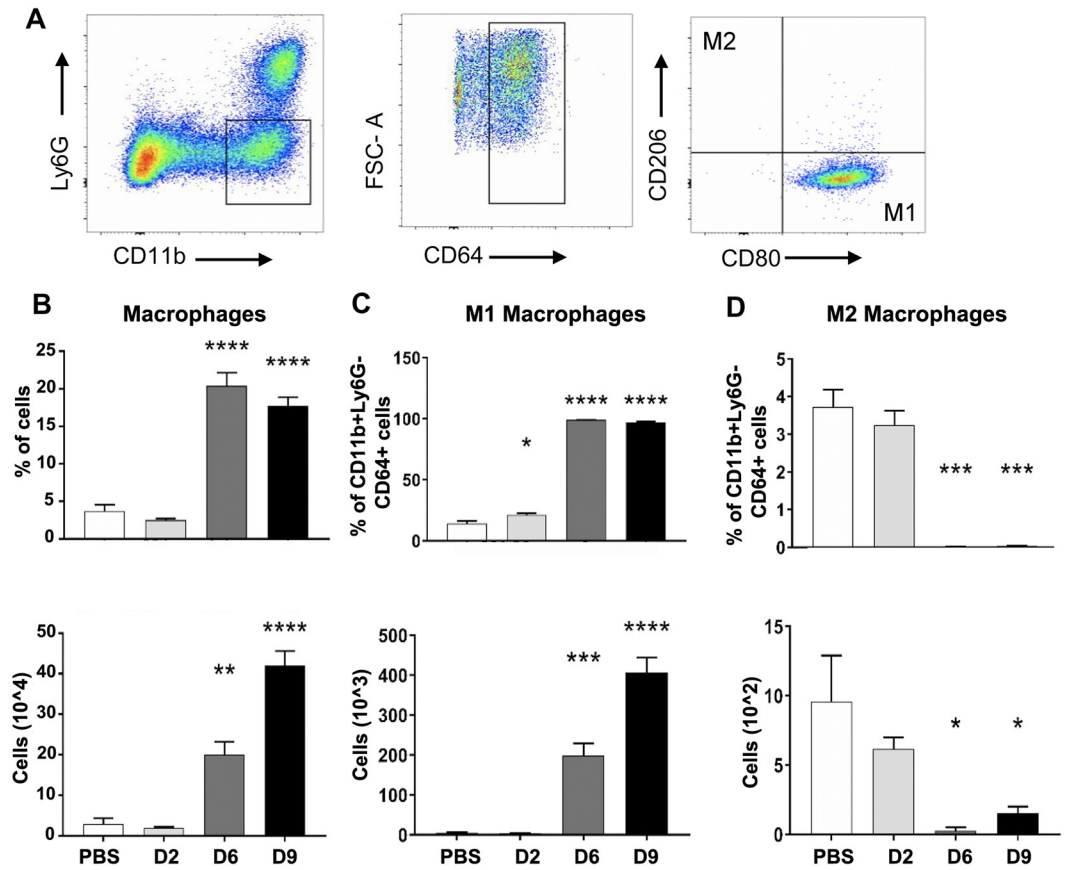 A
Ly6G
CD11b
FSC- A
CD64
CD206
M2
M1
CD80
B
Macrophages
% of cells
25
20
15
10
5
0
****
****
C
M1 Macrophages
% of CD11b+Ly6G-
CD64+ cells
150
100
50
0
*
****
****
D
M2 Macrophages
% of CD11b+Ly6G-
CD64+ cells
5
4
3
2
1
0
***
***
Cells (10^4)
50
40
30
20
10
0
**
****
PBS D2 D6 D9
Cells (10^3)
500
400
300
200
100
0
***
****
PBS D2 D6 D9
Cells (10^2)
15
10
5
0
*
*
PBS D2 D6 D9